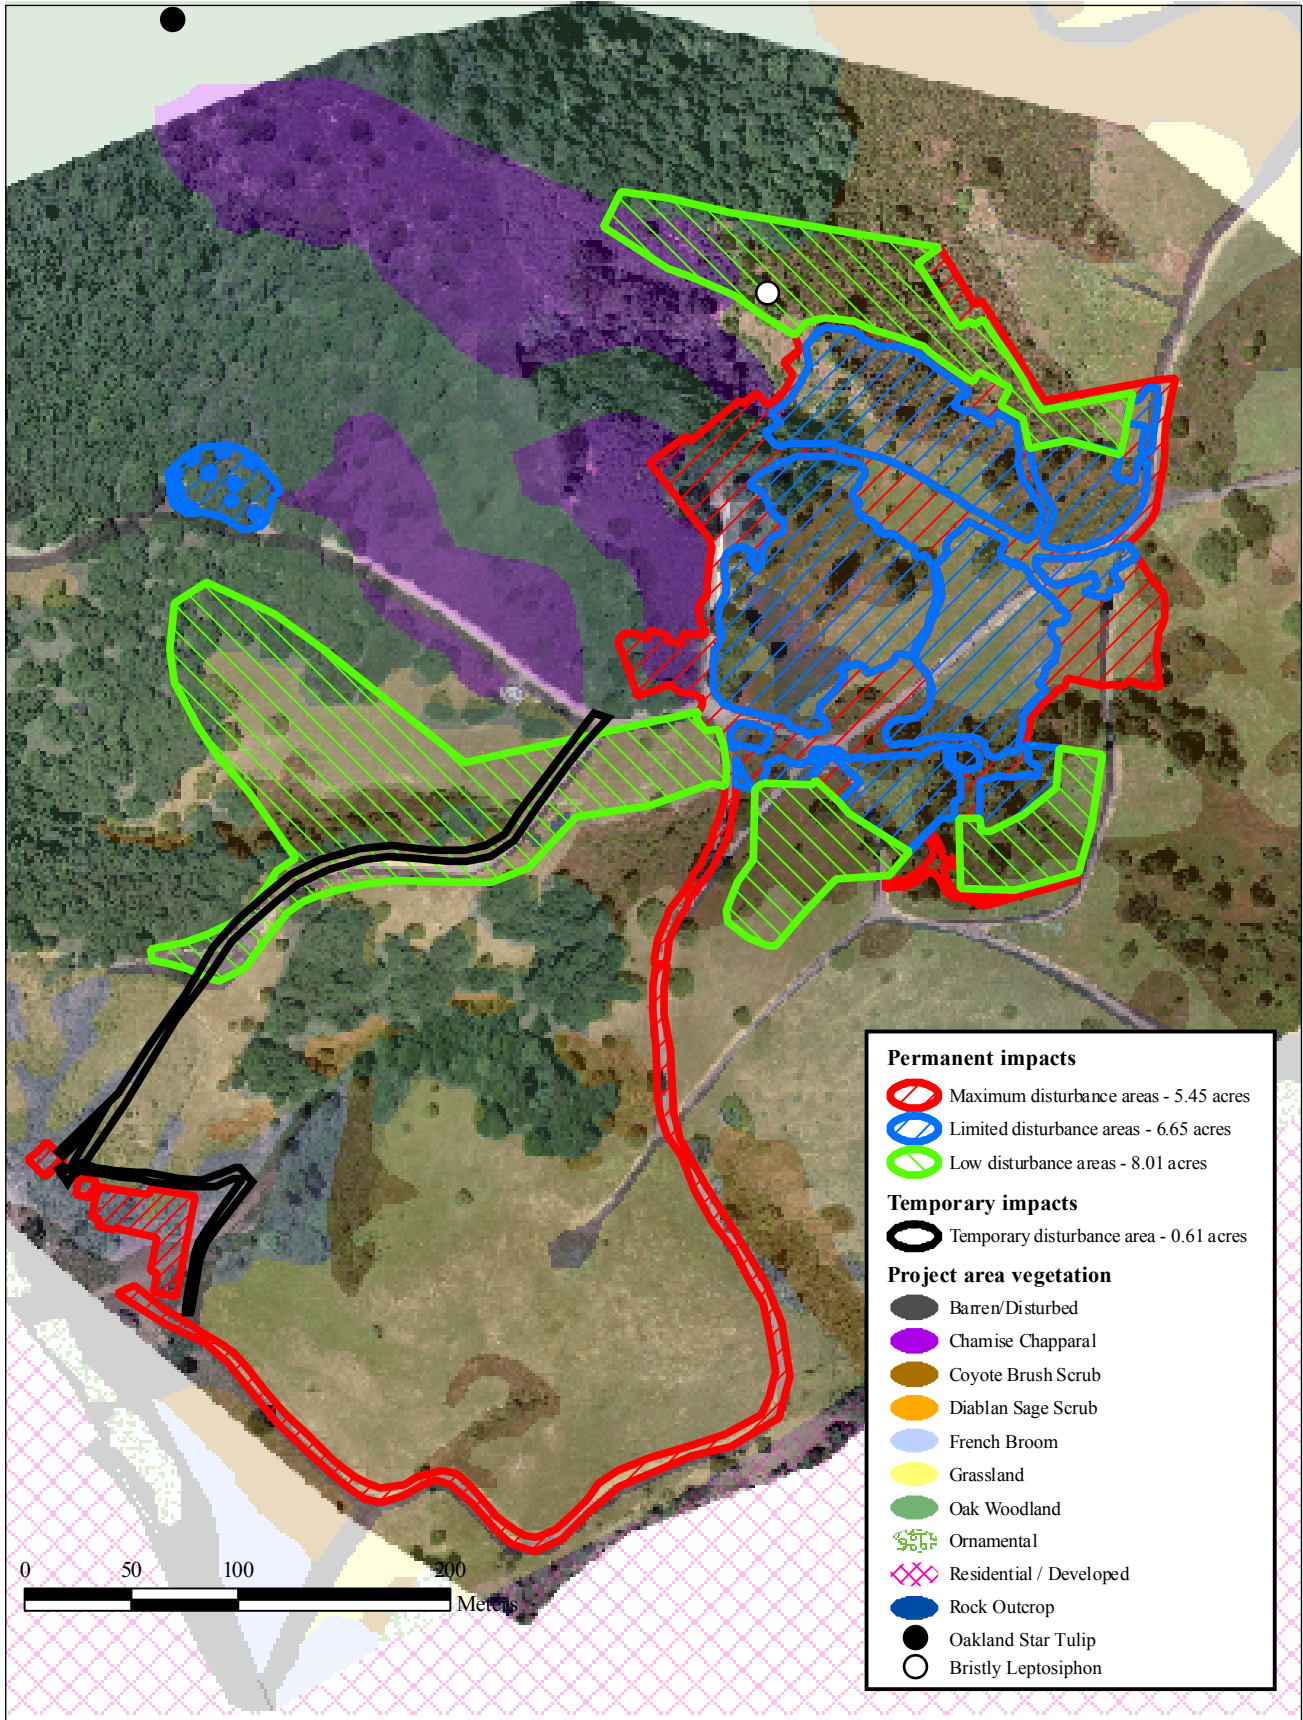 Permanent impacts
Maximum disturbance areas - 5.45 acres
Limited disturbance areas - 6.65 acres
Low disturbance areas - 8.01 acres
Temporary impacts
Temporary disturbance area - 0.61 acres
Project area vegetation
Barren/Disturbed
Chamise Chapparal
Coyote Brush Scrub
Diablan Sage Scrub
French Broom
Grassland
Oak Woodland
Ornamental
Residential / Developed
Rock Outcrop
Oakland Star Tulip
Bristly Leptosiphon
0 50 100 200
Meters